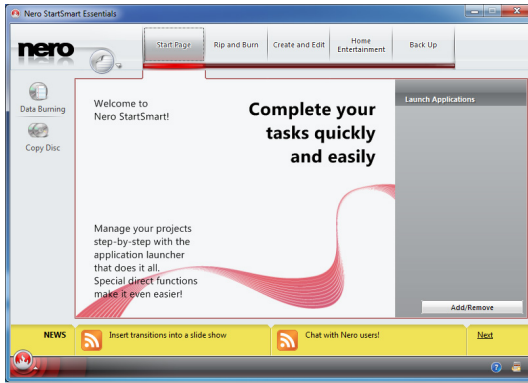 Nero StartSmart Essentials
nero
Start Page
Rip and Burn
Create and Edit
Home
Entertainment
Back Up
Data Burning
Copy Disc
Welcome to
Nero StartSmart!
Complete your
tasks quickly
and easily
Manage your projects
step-by-step with the
application launcher
that does it all.
Special direct functions
make it even easier!
Launch Applications
Add/Remove
NEWS
Insert transitions into a slide show
Chat with Nero users!
Next
?